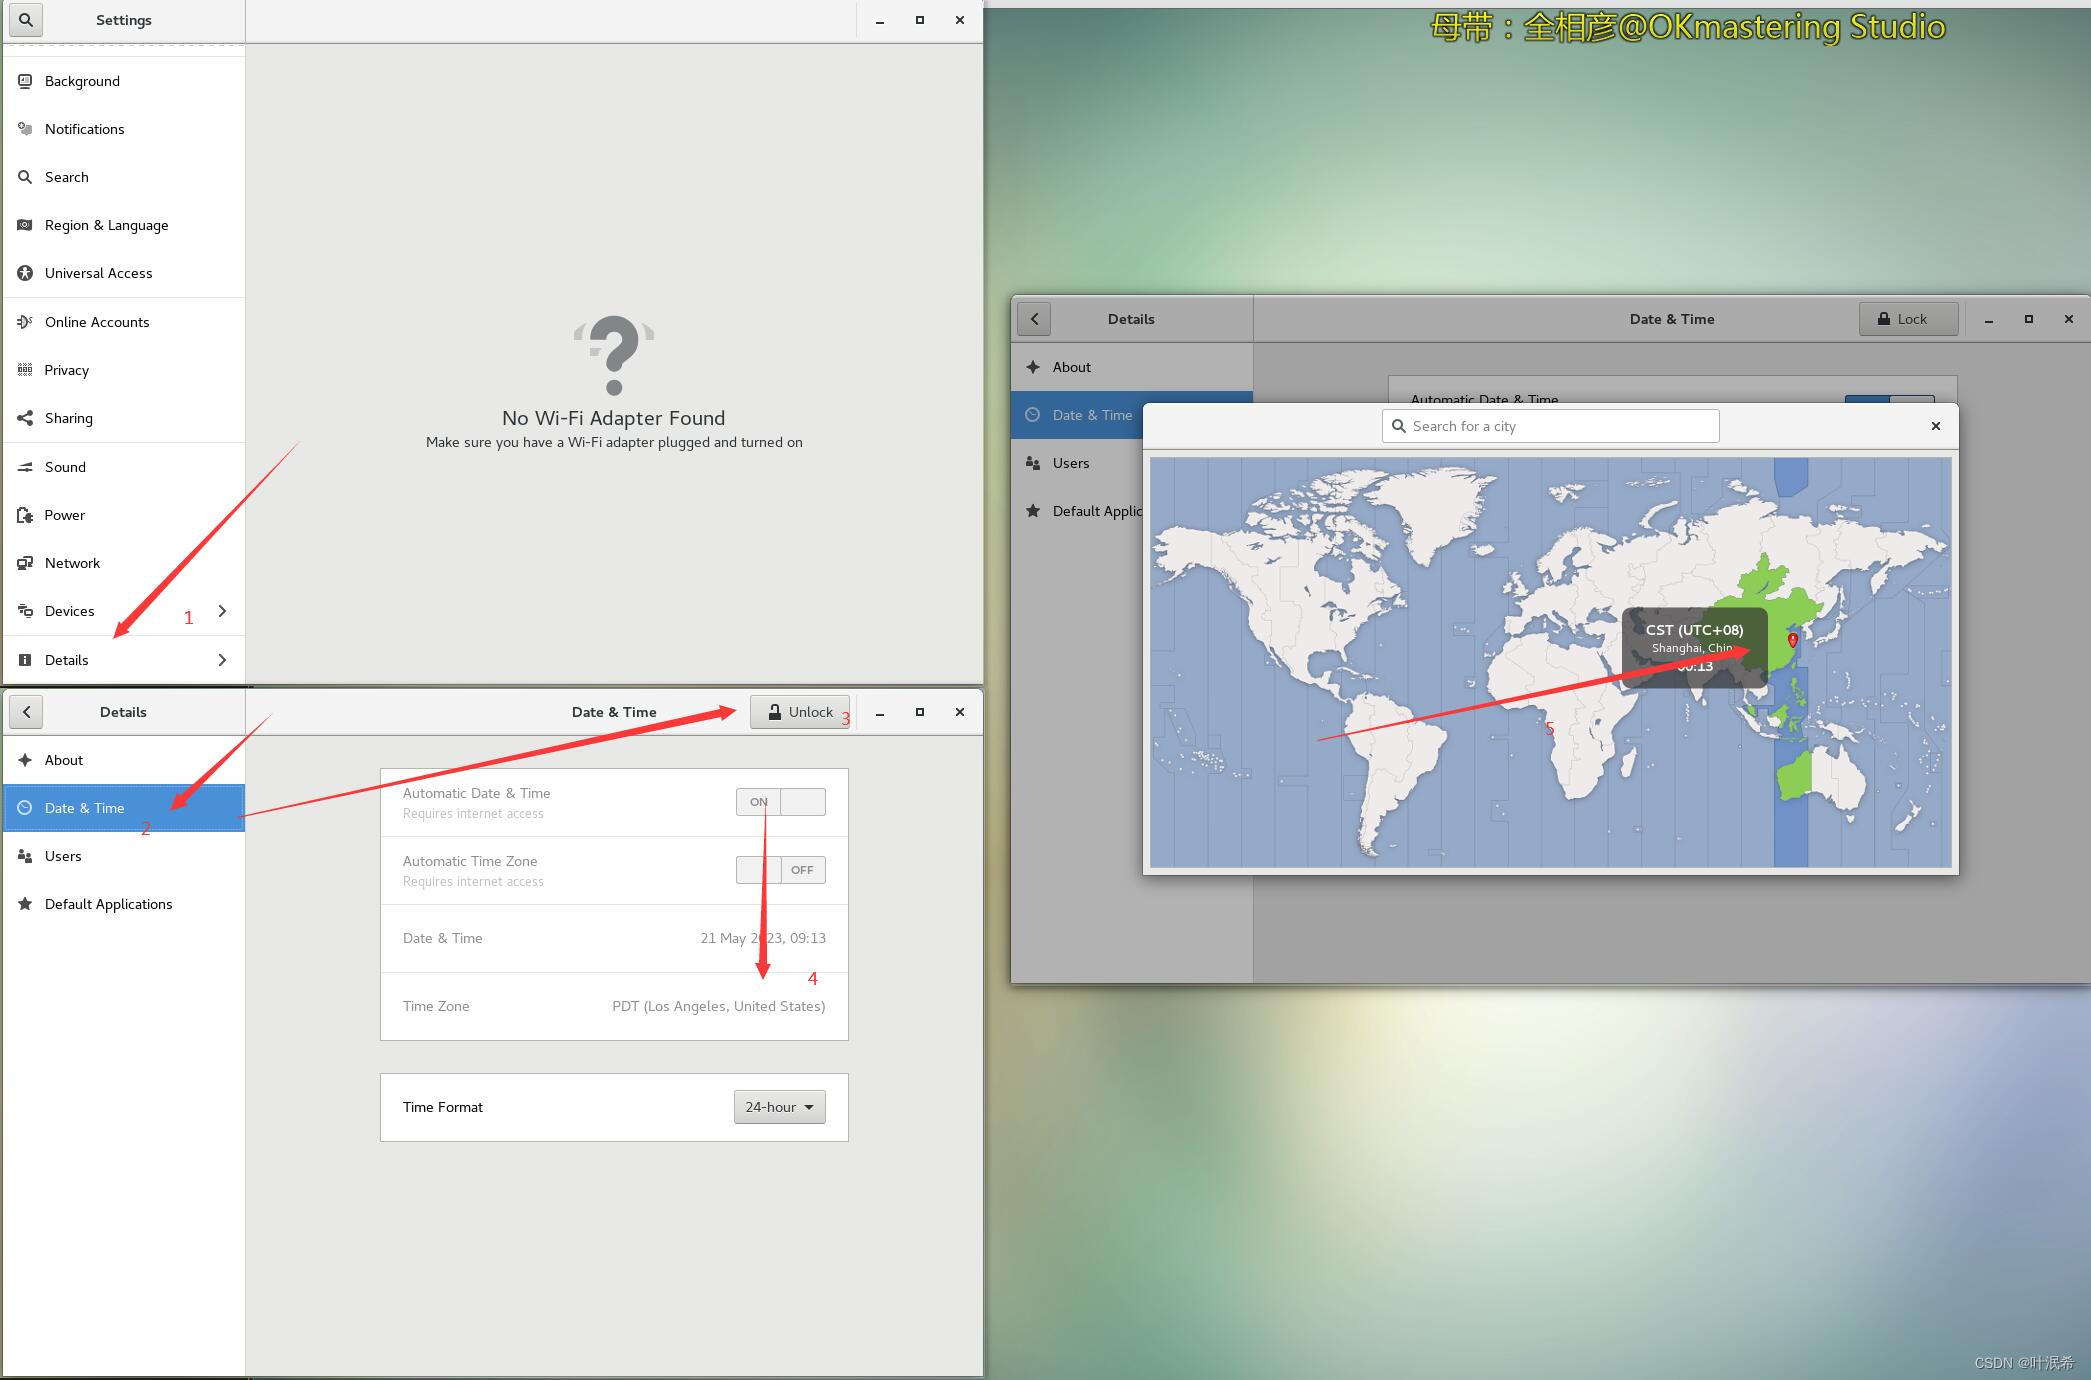 Settings
Background
Notifications
Search
Region & Language
Universal Access
Online Accounts
Privacy
Sharing
Sound
Power
Network
Devices
1
Details
No Wi-Fi Adapter Found
Make sure you have a Wi-Fi adapter plugged and turned on
Details
Date & Time
Unlock
3
About
Date & Time
2
Users
Default Applications
Automatic Date & Time
Requires internet access
ON
Automatic Time Zone
Requires internet access
OFF
Date & Time
21 May 2023, 09:13
4
Time Zone
PDT (Los Angeles, United States)
Time Format
24-hour
母带：全相彦@OKmastering Studio
Details
Date & Time
Lock
About
Date & Time
Users
Default Applic
Automatic Date & Time
Search for a city
CST (UTC+08)
Shanghai, Chin
00:13
5
CSDN @叶泯希